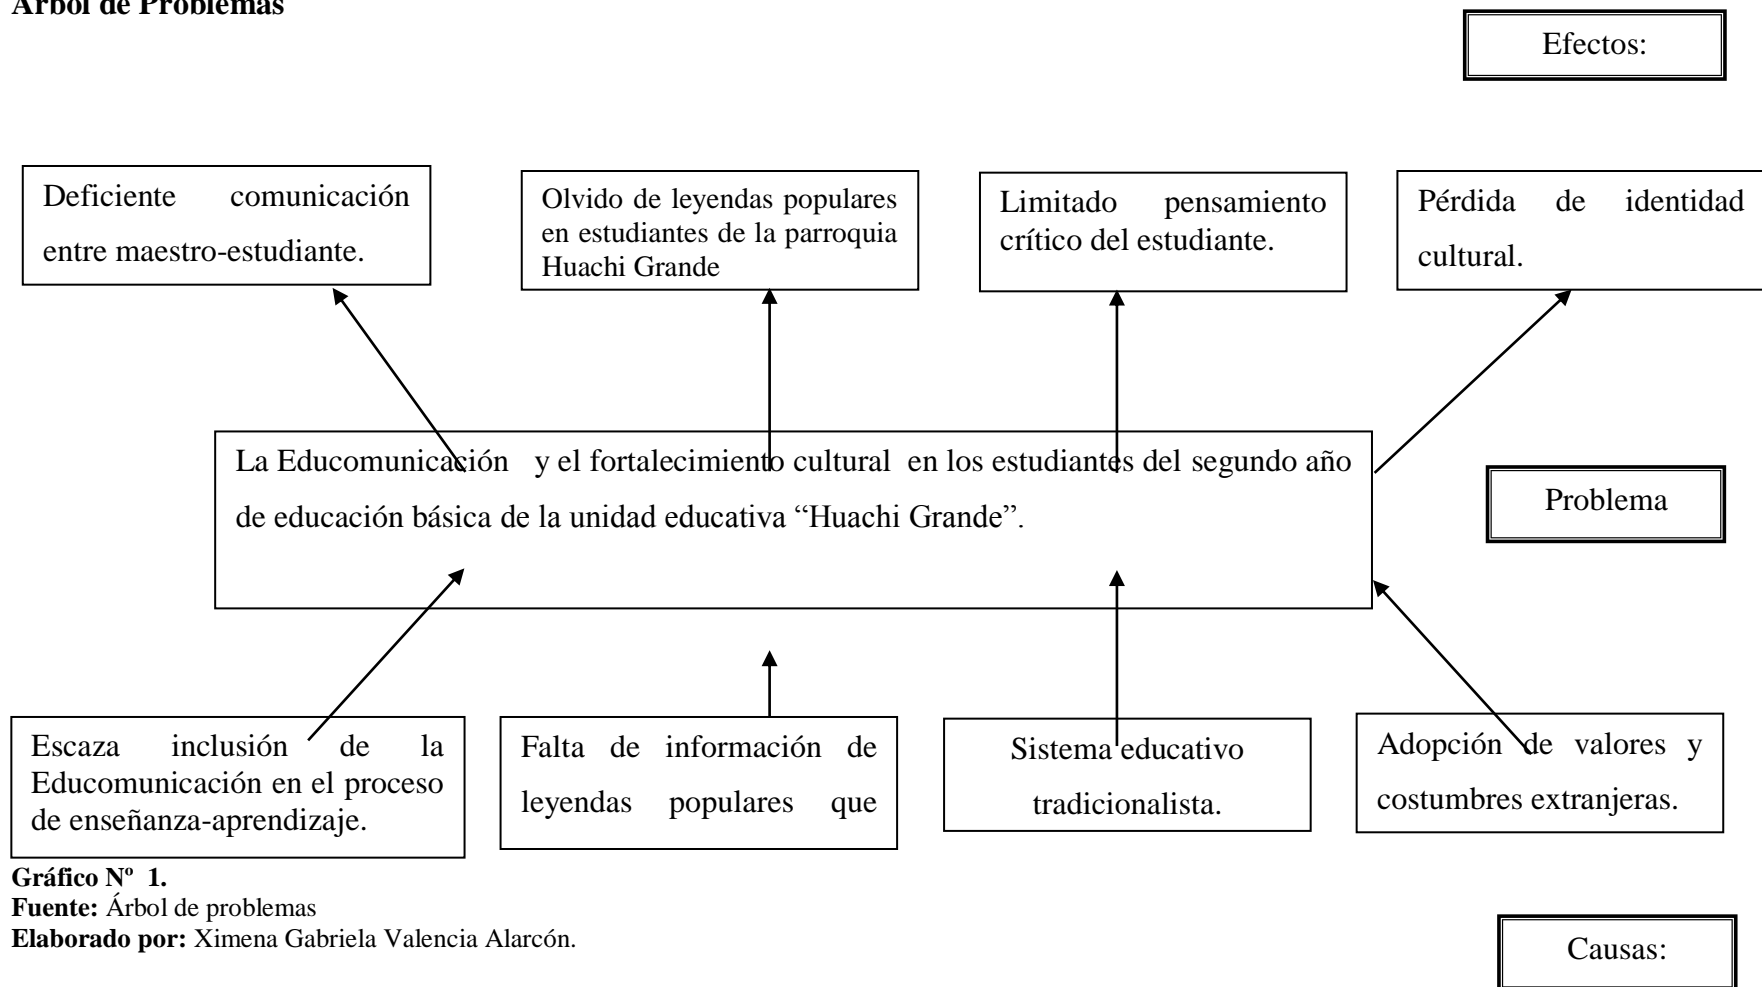 Árbol de Problemas
Efectos:
Deficiente comunicación
entre maestro-estudiante.
Olvido de leyendas populares
en estudiantes de la parroquia
Huachi Grande
Limitado pensamiento
crítico del estudiante.
Pérdida de identidad
cultural.
La Educomunicación y el fortalecimiento cultural en los estudiantes del segundo año
de educación básica de la unidad educativa “Huachi Grande”.
Problema
Escaza inclusión de la
Educomunicación en el proceso
de enseñanza-aprendizaje.
Falta de información de
leyendas populares que
Sistema educativo
tradicionalista.
Adopción de valores y
costumbres extranjeras.
Gráfico Nº 1.
Fuente: Árbol de problemas
Elaborado por: Ximena Gabriela Valencia Alarcón.
Causas: